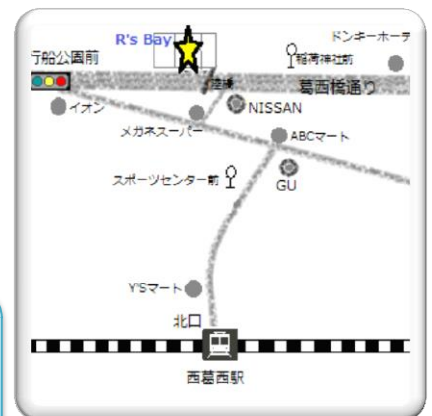 R's Bay
ドンキーホーテ
行船公園前
稲荷神社前
陸橋
葛西橋通り
イオン
NISSAN
メガネスーパー
ABCマート
スポーツセンター前
GU
Y'Sマート
北口
西葛西駅